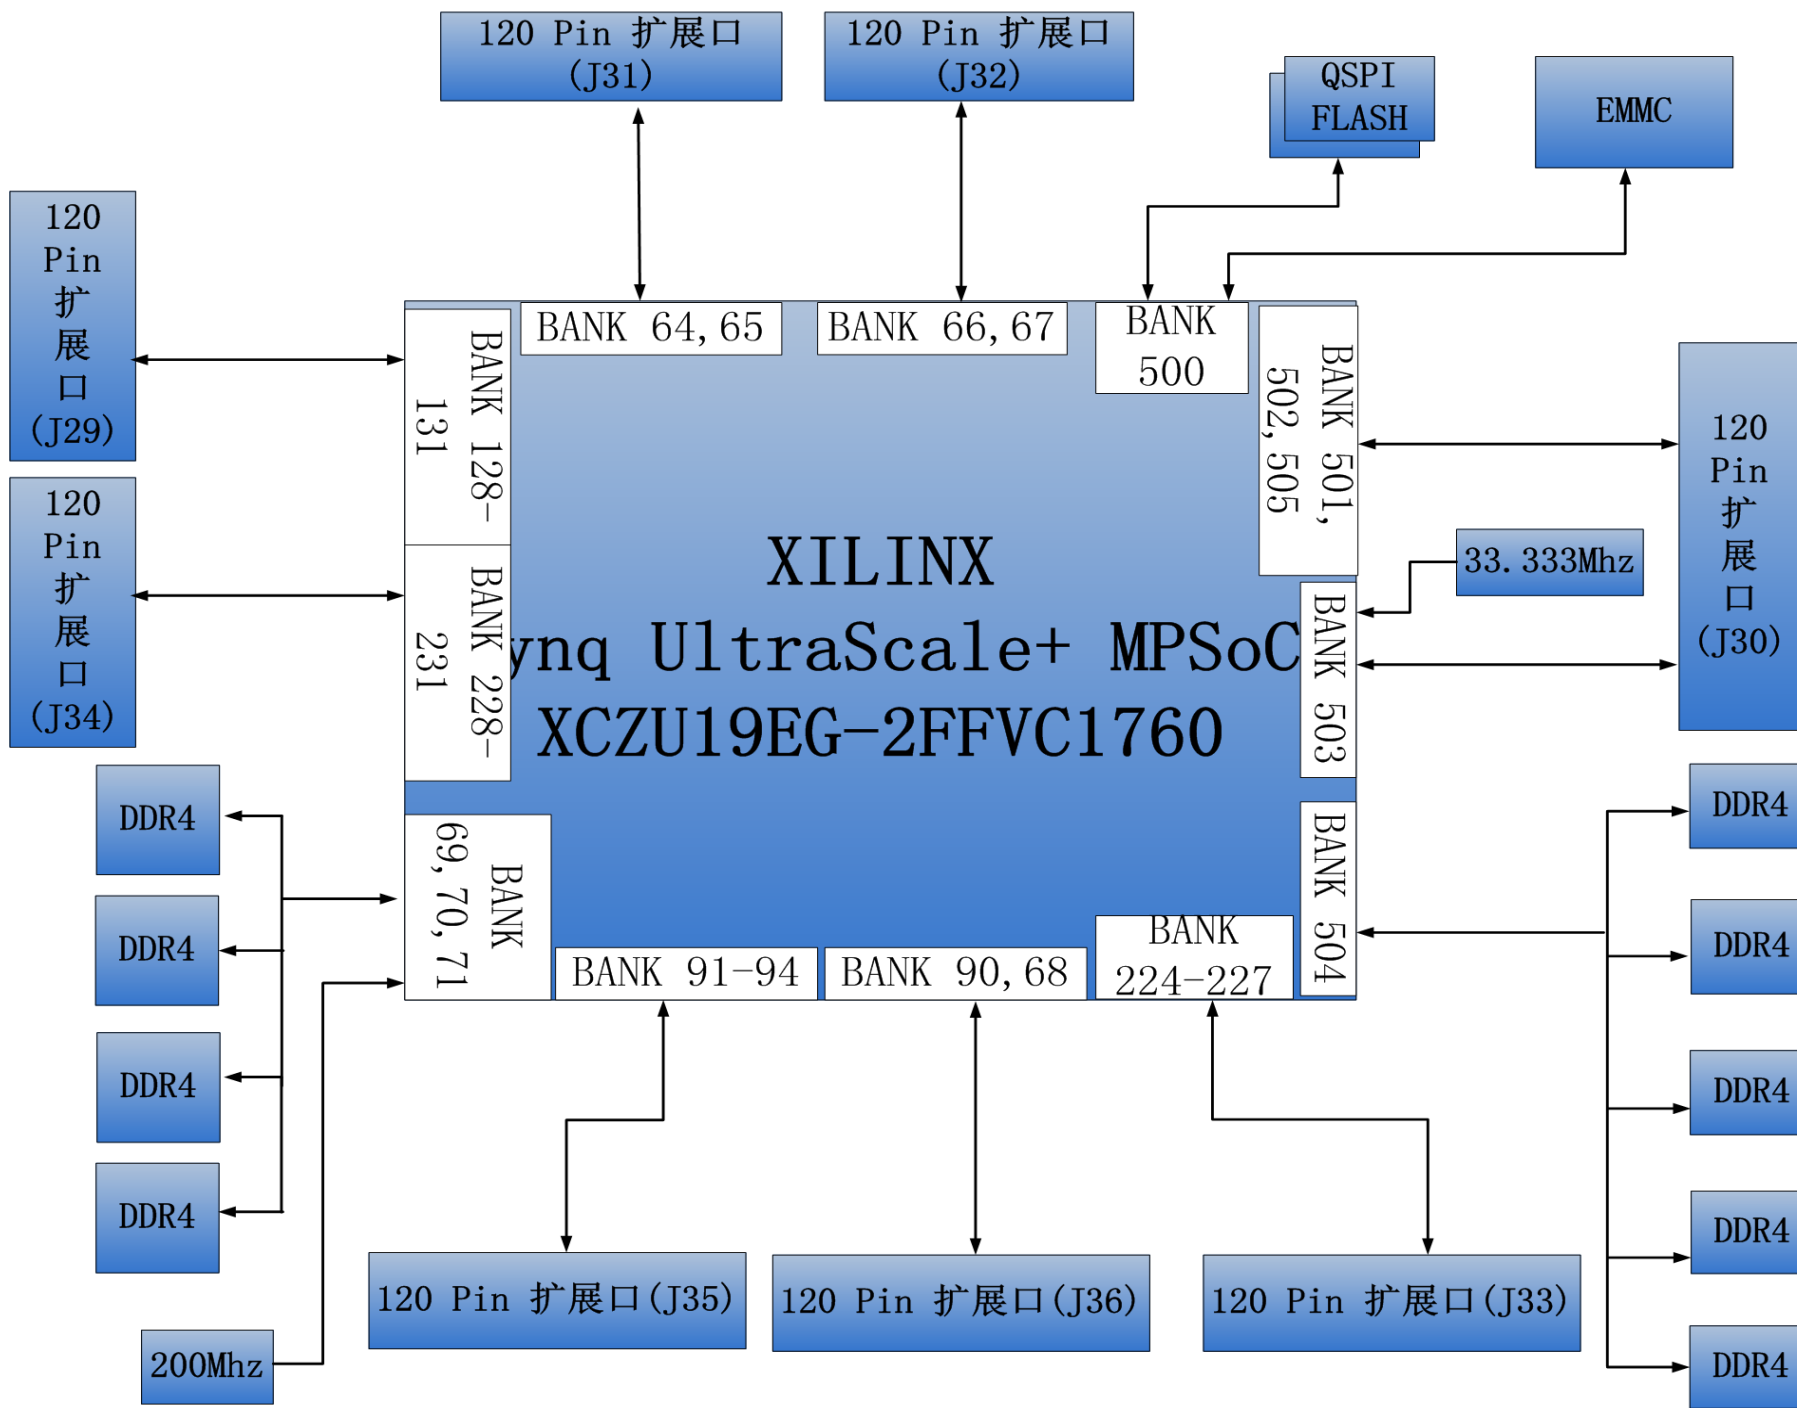 120 Pin 扩展口
(J31)
120 Pin 扩展口
(J32)
QSPI
FLASH
EMMC
120
Pin
扩
展
口
(J29)
120
Pin
扩
展
口
(J34)
BANK 64,65
BANK 66,67
BANK
500
BANK 501,
502,505
BANK 128-
131
BANK 228-
231
XILINX
ynq UltraScale+ MPSoC
XCZU19EG-2FFVC1760
33.333Mhz
120
Pin
扩
展
口
(J30)
BANK 503
BANK 504
BANK
69,70,71
BANK 91-94
BANK 90,68
BANK
224-227
DDR4
DDR4
DDR4
DDR4
DDR4
DDR4
DDR4
DDR4
DDR4
120 Pin 扩展口(J35)
120 Pin 扩展口(J36)
120 Pin 扩展口(J33)
200Mhz